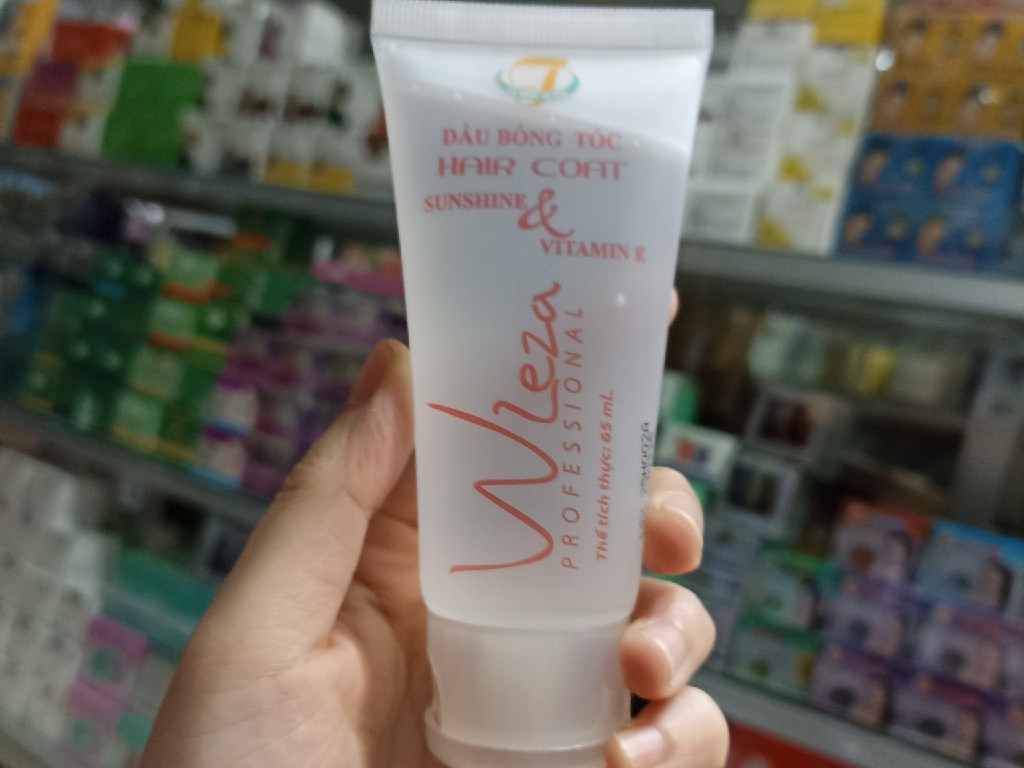 DẦU BÓNG TÓC
HAIR COAT
SUNSHINE & VITAMIN E
Wleza
PROFESSIONAL
Thể tích thực: 65 mL